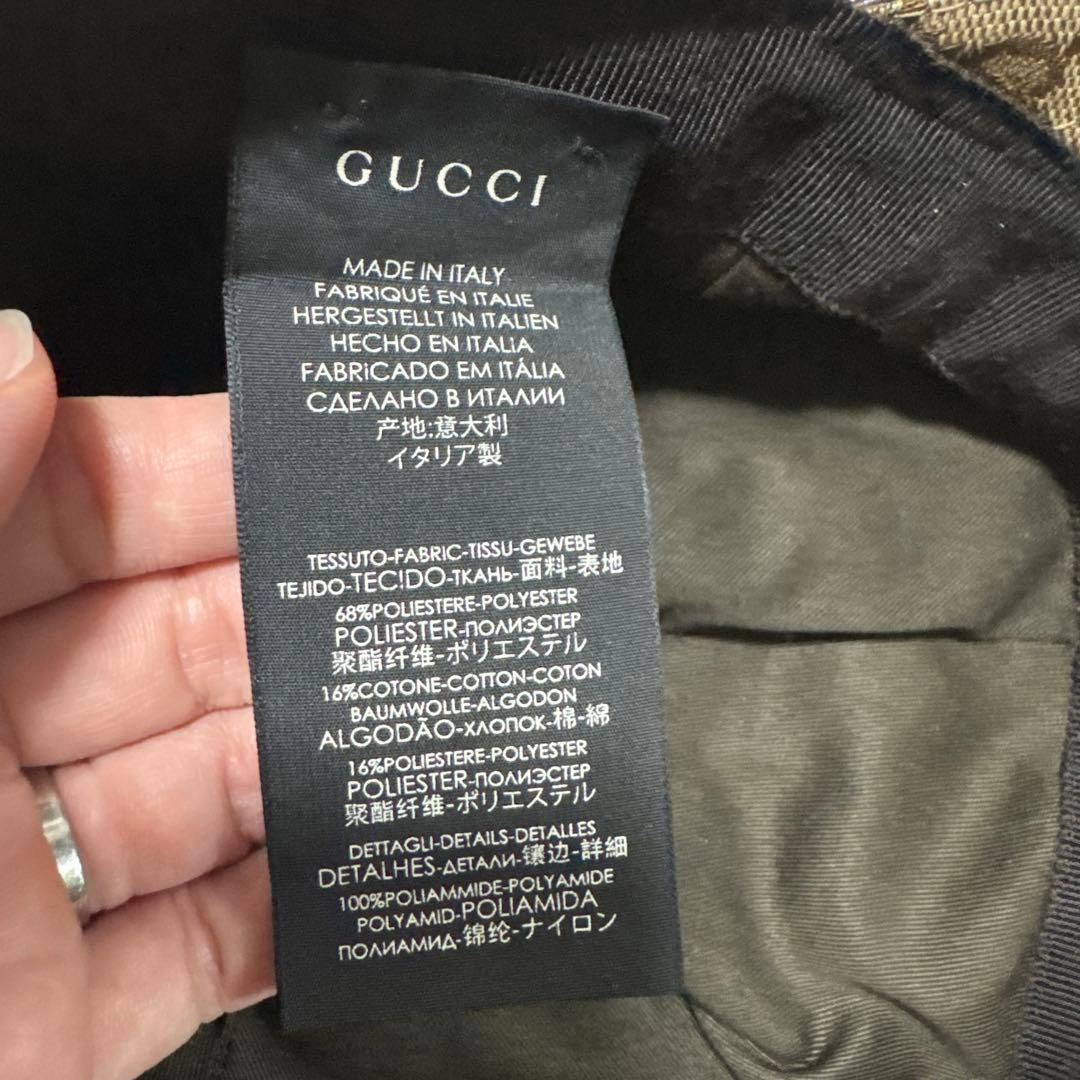 GUCCI
MADE IN ITALY
FABRIQUÉ EN ITALIE
HERGESTELLT IN ITALIEN
HECHO EN ITALIA
FABRiCADO EM ITÁLIA
СДЕЛАНО В ИТАЛИИ
产地:意大利
イタリア製
TESSUTO-FABRIC-TISSU-GEWEBE
TEJIDO-TECIDO-ТКАНЬ-面料-表地
68%POLIESTERE-POLYESTER
POLIESTER-ПОЛИЭСТЕР
聚酯纤维-ポリエステル
16%COTONE-COTTON-COTON
BAUMWOLLE-ALGODON
ALGODÃO-ХЛОПОК-棉-綿
16%POLIESTERE-POLYESTER
POLIESTER-ПОЛИЭСТЕР
聚酯纤维-ポリエステル
DETTAGLI-DETAILS-DETALLES
DETALHES-ДЕТАЛИ-镶边-詳細
100%POLIAMMIDE-POLYAMIDE
POLYAMID-POLIAMIDA
ПОЛИАМИД-锦纶-ナイロン